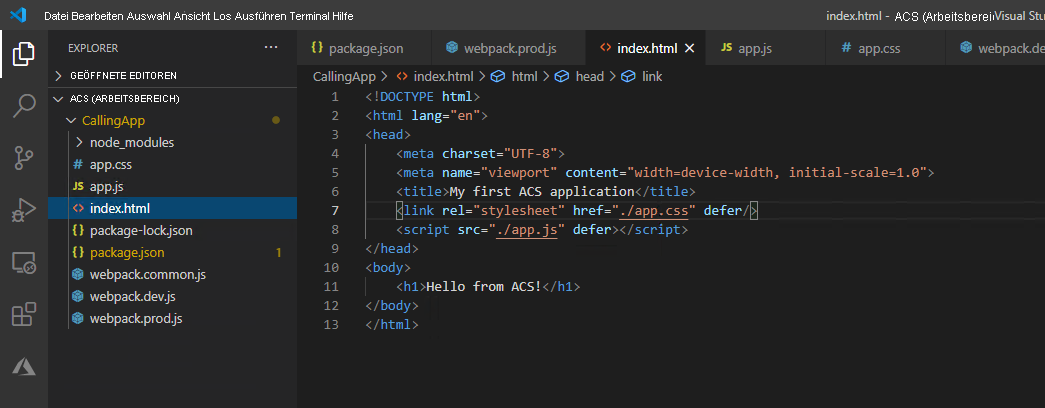 Datei Bearbeiten Auswahl Ansicht Los Ausführen Terminal Hilfe
index.html - ACS (Arbeitsberei Visual Stu
EXPLORER ···
GEÖFFNETE EDITOREN
ACS (ARBEITSBEREICH)
CallingApp
node_modules
# app.css
JS app.js
<> index.html
{ } package-lock.json
{ } package.json 1
webpack.common.js
webpack.dev.js
webpack.prod.js
{ } package.json
webpack.prod.js
<> index.html ×
JS app.js
# app.css
webpack.de
CallingApp > <> index.html > html > head > link
1 <!DOCTYPE html>
2 <html lang="en">
3 <head>
4 <meta charset="UTF-8">
5 <meta name="viewport" content="width=device-width, initial-scale=1.0">
6 <title>My first ACS application</title>
7 <link rel="stylesheet" href="./app.css" defer/>
8 <script src="./app.js" defer></script>
9 </head>
10 <body>
11 <h1>Hello from ACS!</h1>
12 </body>
13 </html>